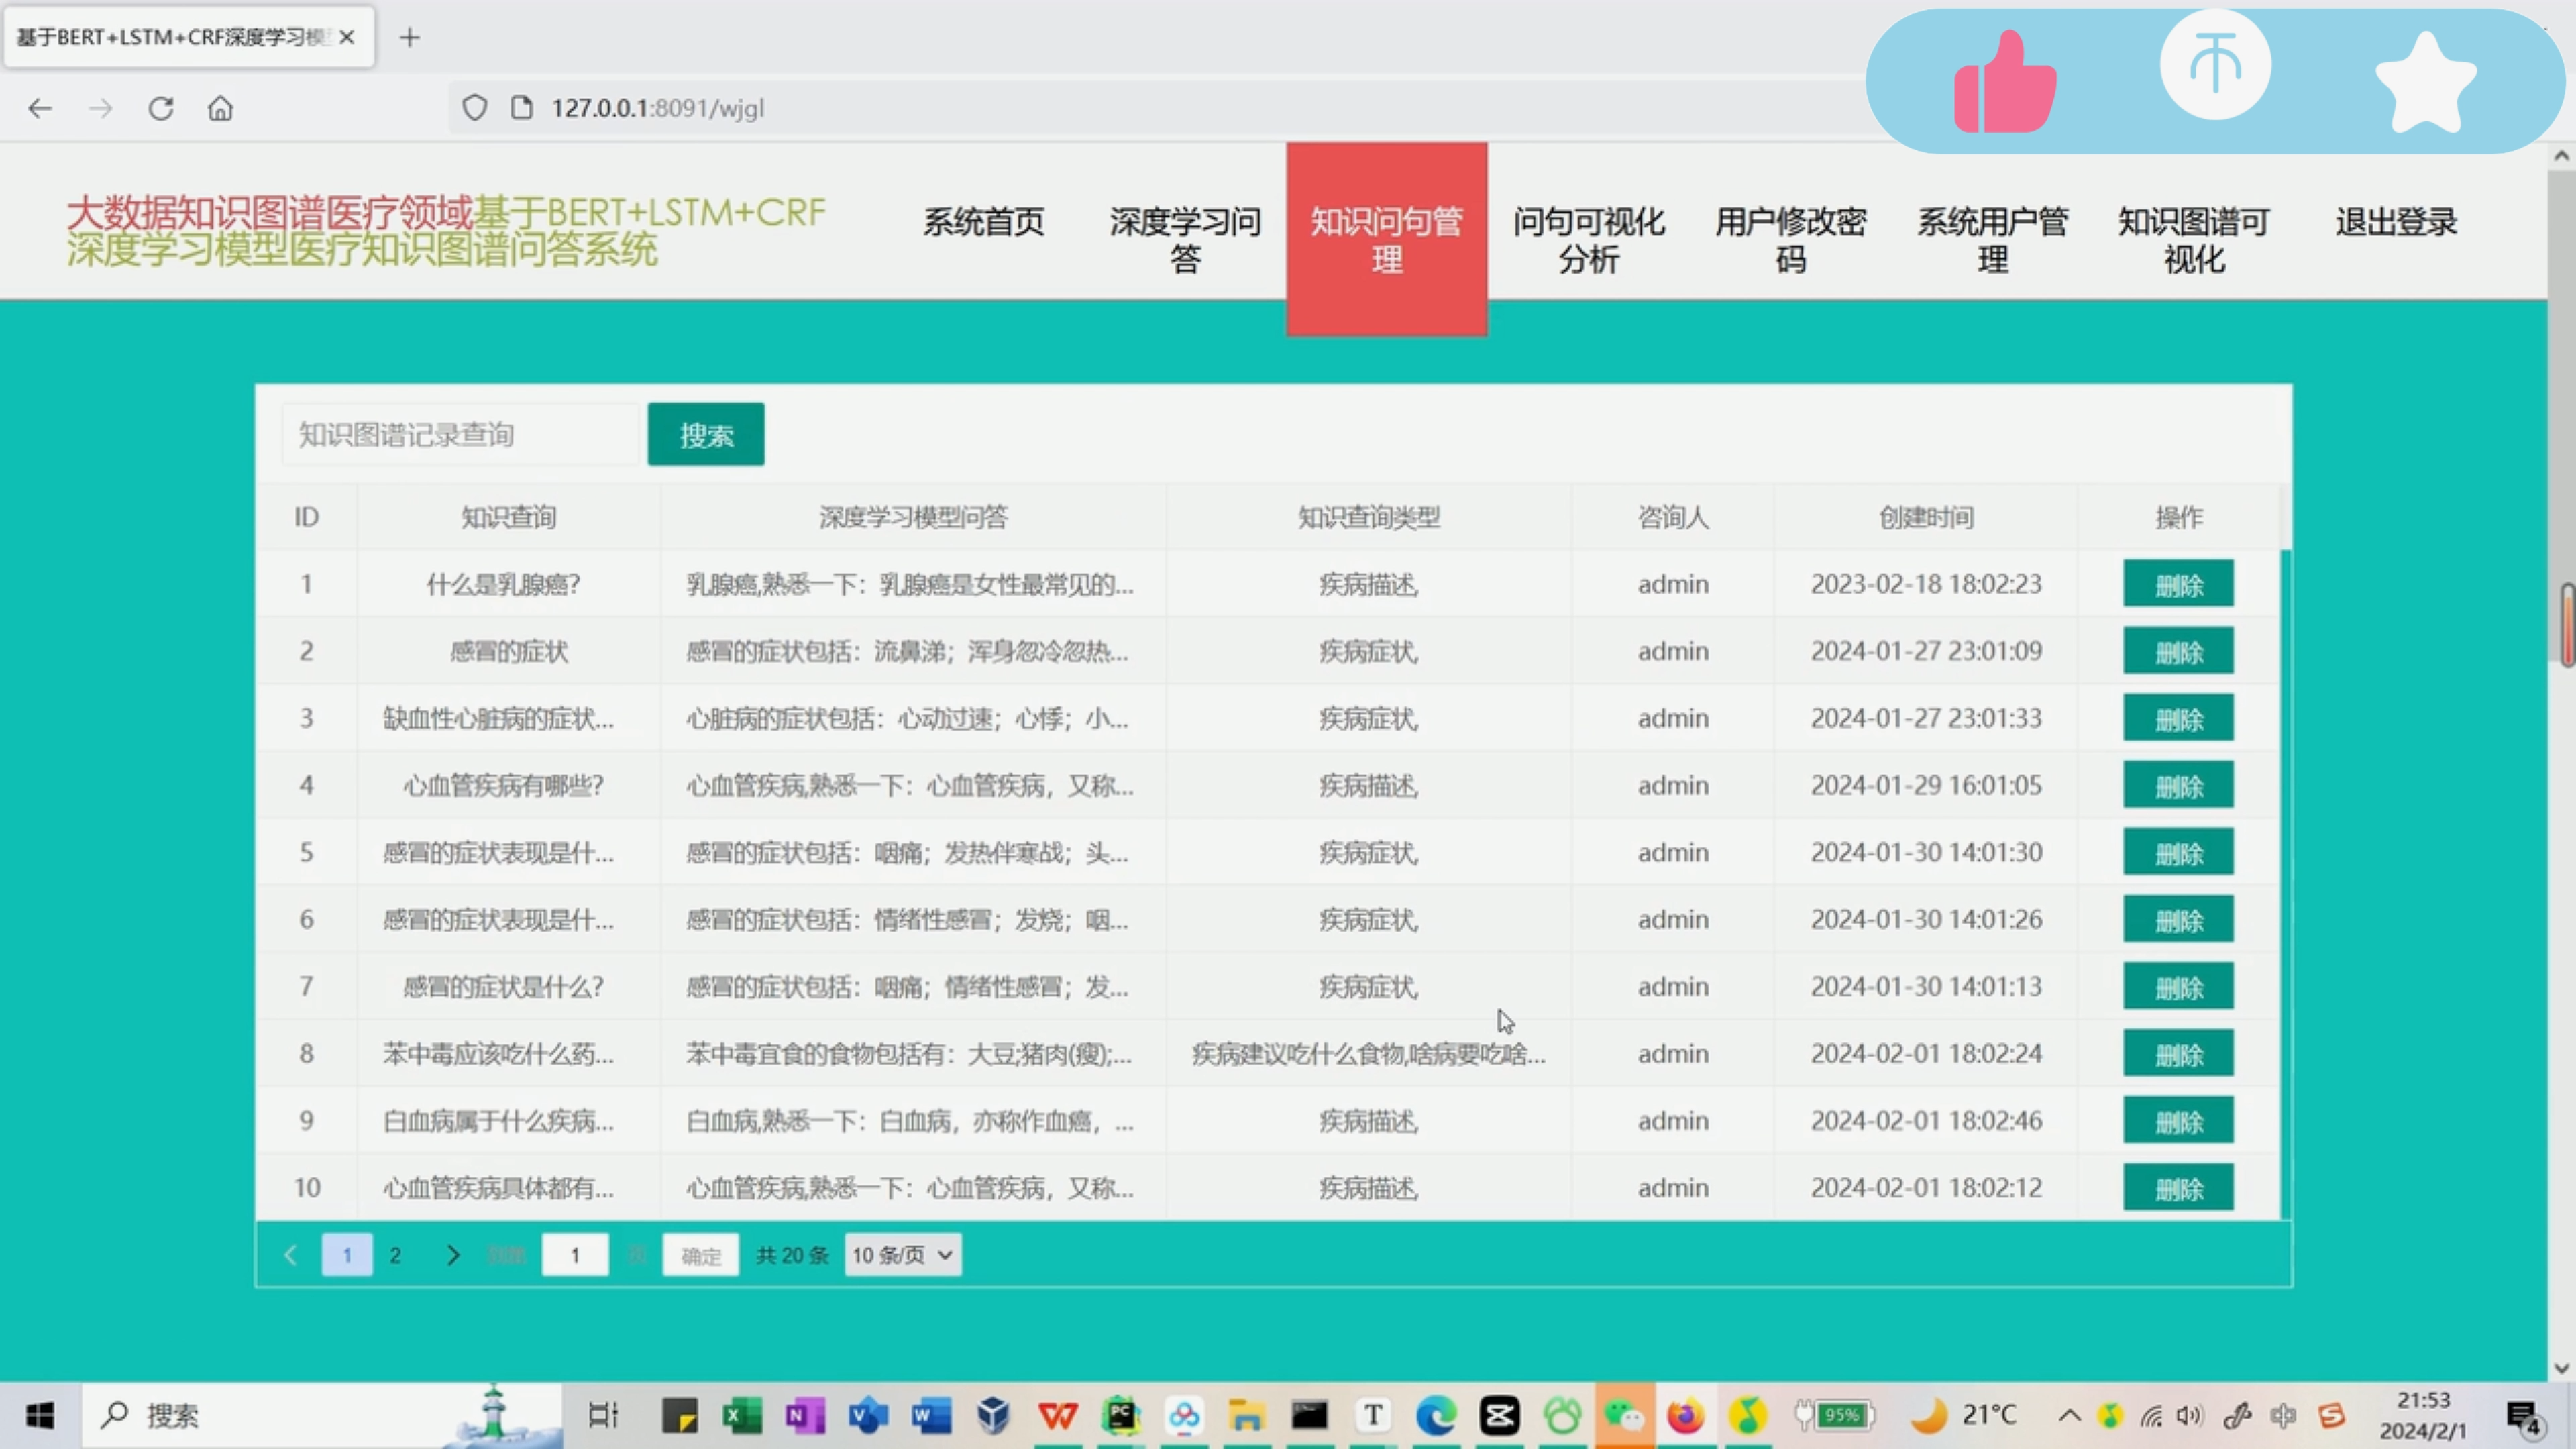 基于BERT+LSTM+CRF深度学习模
127.0.0.1:8091/wjgl
大数据知识图谱医疗领域基于BERT+LSTM+CRF
深度学习模型医疗知识图谱问答系统
系统首页
深度学习问
答
知识问句管
理
问句可视化
分析
用户修改密
码
系统用户管
理
知识图谱可
视化
退出登录
知识图谱记录查询 搜索
ID 知识查询 深度学习模型问答 知识查询类型 咨询人 创建时间 操作
1 什么是乳腺癌? 乳腺癌,熟悉一下：乳腺癌是女性最常见的... 疾病描述, admin 2023-02-18 18:02:23 删除
2 感冒的症状 感冒的症状包括：流鼻涕；浑身忽冷忽热... 疾病症状, admin 2024-01-27 23:01:09 删除
3 缺血性心脏病的症状... 心脏病的症状包括：心动过速；心悸；小... 疾病症状, admin 2024-01-27 23:01:33 删除
4 心血管疾病有哪些? 心血管疾病,熟悉一下：心血管疾病，又称... 疾病描述, admin 2024-01-29 16:01:05 删除
5 感冒的症状表现是什... 感冒的症状包括：咽痛；发热伴寒战；头... 疾病症状, admin 2024-01-30 14:01:30 删除
6 感冒的症状表现是什... 感冒的症状包括：情绪性感冒；发烧；咽... 疾病症状, admin 2024-01-30 14:01:26 删除
7 感冒的症状是什么? 感冒的症状包括：咽痛；情绪性感冒；发... 疾病症状, admin 2024-01-30 14:01:13 删除
8 苯中毒应该吃什么药... 苯中毒宜食的食物包括有：大豆;猪肉(瘦);... 疾病建议吃什么食物,啥病要吃啥... admin 2024-02-01 18:02:24 删除
9 白血病属于什么疾病... 白血病,熟悉一下：白血病，亦称作血癌，... 疾病描述, admin 2024-02-01 18:02:46 删除
10 心血管疾病具体都有... 心血管疾病,熟悉一下：心血管疾病，又称... 疾病描述, admin 2024-02-01 18:02:12 删除
1 2 到第 1 页 确定 共 20 条 10 条/页
搜索
95%
21°C
中
21:53
2024/2/1
4